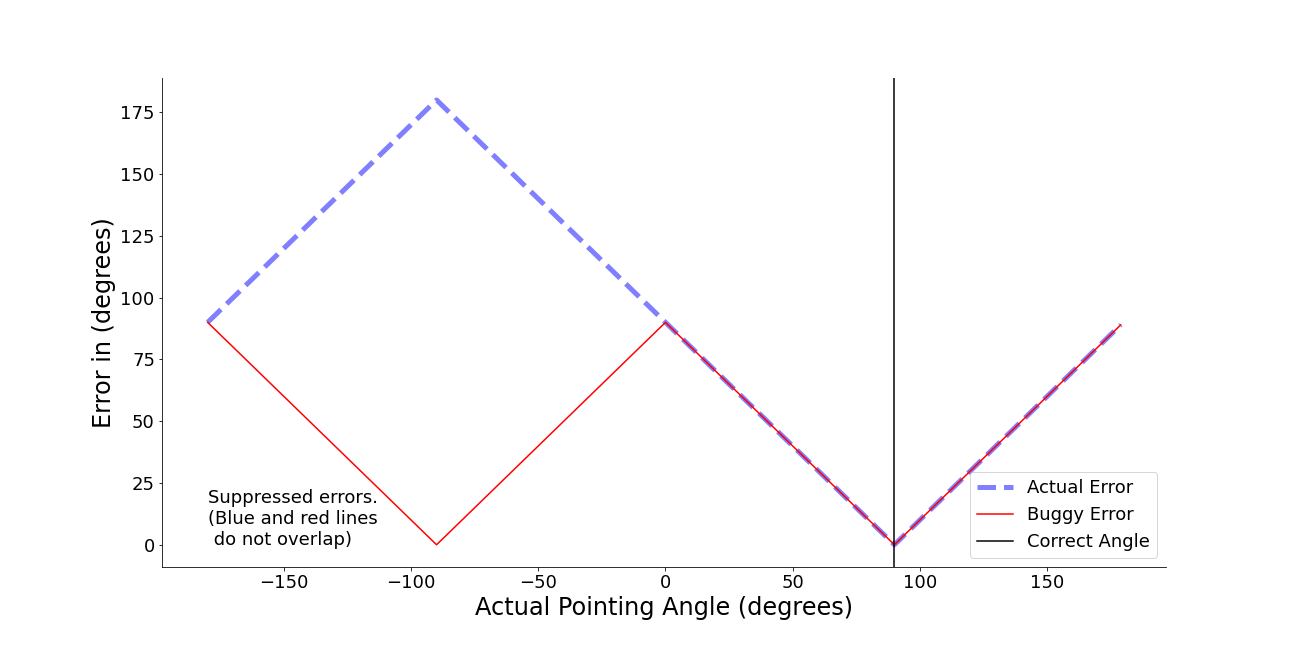 Error in (degrees)
175
150
125
100
75
50
25
0
Suppressed errors.
(Blue and red lines
do not overlap)
Actual Error
Buggy Error
Correct Angle
−150
−100
−50
0
50
100
150
Actual Pointing Angle (degrees)